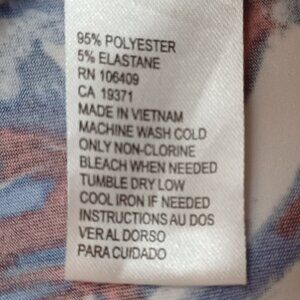 95% POLYESTER
5% ELASTANE
RN 106409
CA 19371
MADE IN VIETNAM
MACHINE WASH COLD
ONLY NON-CLORINE
BLEACH WHEN NEEDED
TUMBLE DRY LOW
COOL IRON IF NEEDED
INSTRUCTIONS AU DOS
VER AL DORSO
PARA CUIDADO